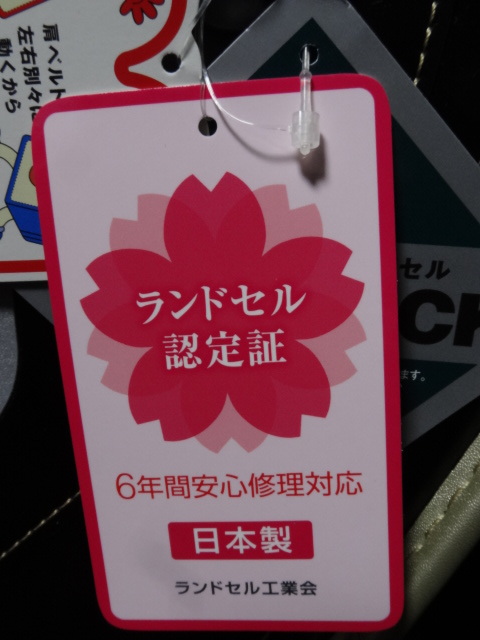 肩ベルト
左右別々に
動くから
ランドセル
認定証
6年間安心修理対応
日本製
ランドセル工業会
セル
ます。